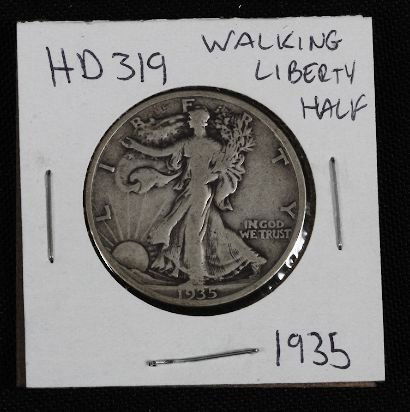 HD319
WALKING
LIBERTY
HALF
LIBERTY
IN GOD
WE TRUST
1935
1935